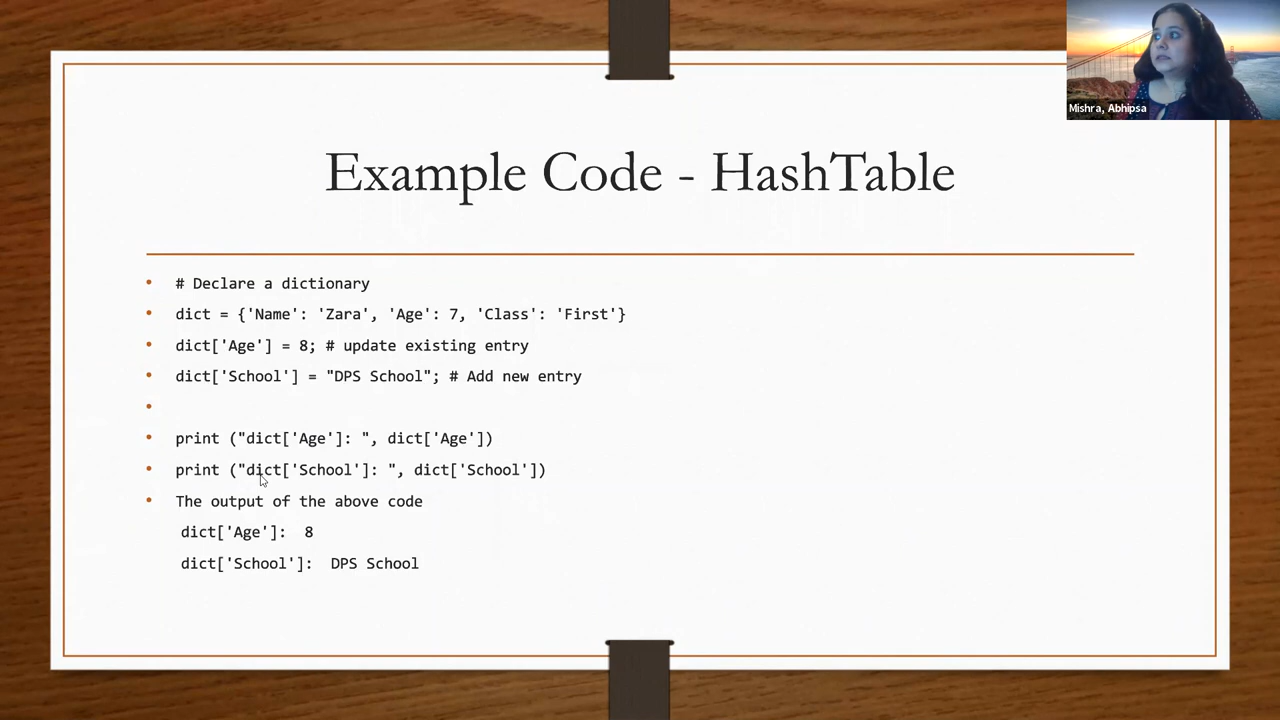 Mishra, Abhipsa
Example Code - HashTable
# Declare a dictionary
dict = {'Name': 'Zara', 'Age': 7, 'Class': 'First'}
dict['Age'] = 8; # update existing entry
dict['School'] = "DPS School"; # Add new entry
print ("dict['Age']: ", dict['Age'])
print ("dict['School']: ", dict['School'])
The output of the above code
dict['Age']:  8
dict['School']:  DPS School